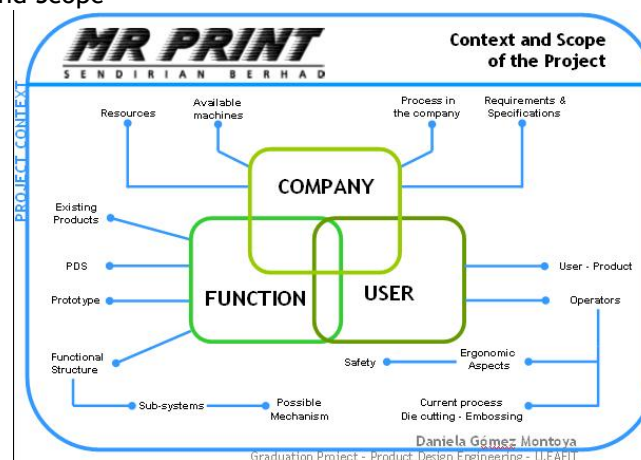 and Scope
MR PRINT
SENDIRIAN BERHAD
Context and Scope
of the Project
PROJECT CONTEXT
Resources
Available
machines
Process in
the company
Requirements &
Specifications
COMPANY
Existing
Products
PDS
Prototype
Functional
Structure
FUNCTION
USER
User - Product
Operators
Safety
Ergonomic
Aspects
Sub-systems
Possible
Mechanism
Current process
Die cutting - Embossing
Daniela Gómez Montoya
Graduation Project - Product Design Engineering - U.EAFIT